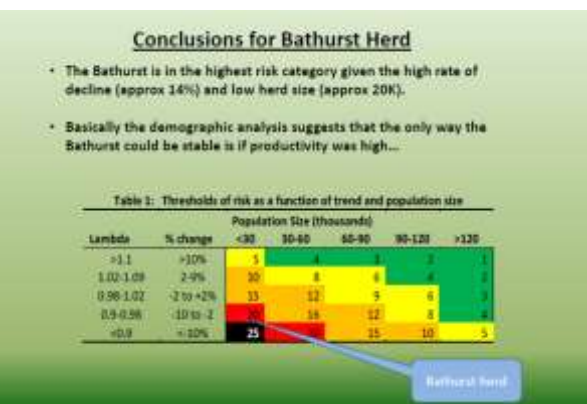 Conclusions for Bathurst Herd
• The Bathurst is in the highest risk category given the high rate of
decline (approx 14%) and low herd size (approx 20K).
• Basically the demographic analysis suggests that the only way the
Bathurst could be stable is if productivity was high...
Table 1: Thresholds of risk as a function of trend and population size
Population Size (thousands)
Lambda % change <30 30-60 60-90 90-120 >120
>1.1 >10% 5 4 3 2 1
1.02-1.09 2-9% 10 8 6 4 2
0.98-1.02 -2 to +2% 15 12 9 6 3
0.9-0.98 -10 to -2 20 16 12 8 4
<0.9 <-10% 25 15 10 5
Bathurst herd